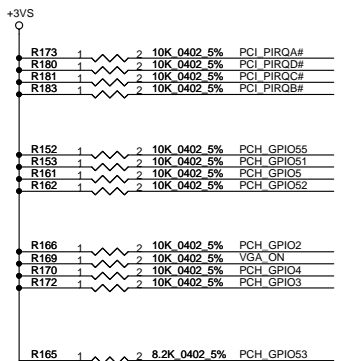 +3VS
R173 1 2 10K_0402_5% PCI_PIRQA#
R180 1 2 10K_0402_5% PCI_PIRQD#
R181 1 2 10K_0402_5% PCI_PIRQC#
R183 1 2 10K_0402_5% PCI_PIRQB#
R152 1 2 10K_0402_5% PCH_GPIO55
R153 1 2 10K_0402_5% PCH_GPIO51
R161 1 2 10K_0402_5% PCH_GPIO5
R162 1 2 10K_0402_5% PCH_GPIO52
R166 1 2 10K_0402_5% PCH_GPIO2
R169 1 2 10K_0402_5% VGA_ON
R170 1 2 10K_0402_5% PCH_GPIO4
R172 1 2 10K_0402_5% PCH_GPIO3
R165 1 2 8.2K_0402_5% PCH_GPIO53